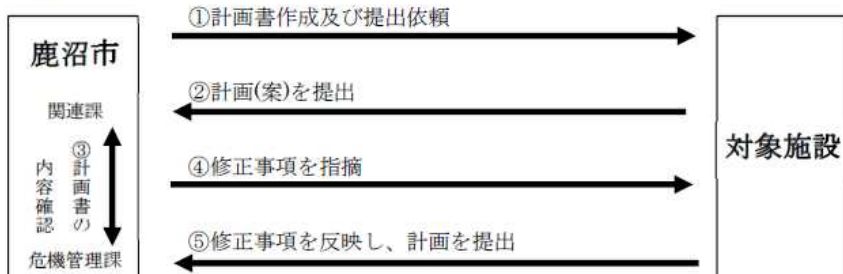 ①計画書作成及び提出依頼
鹿沼市
②計画(案)を提出
関連課
③計画書の
内容確認
対象施設
④修正事項を指摘
⑤修正事項を反映し、計画を提出
危機管理課